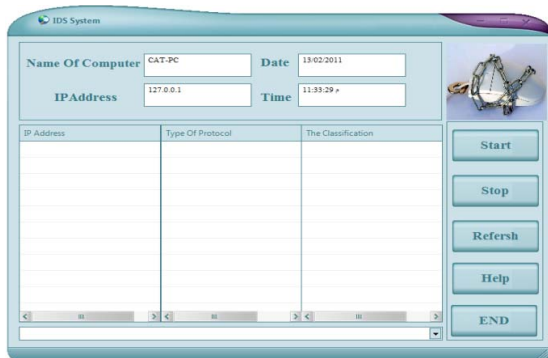 IDS System
Name Of Computer CAT-PC Date 13/02/2011
IPAddress 127.0.0.1 Time 11:33:29 م
IP Address Type Of Protocol The Classification
Start
Stop
Refersh
Help
END